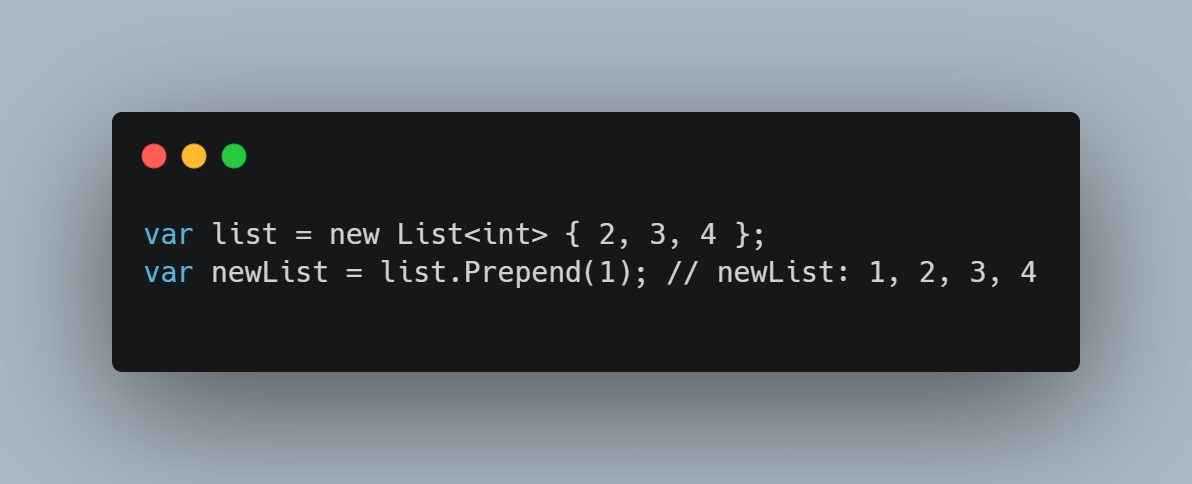 var list = new List<int> { 2, 3, 4 };
var newList = list.Prepend(1); // newList: 1, 2, 3, 4